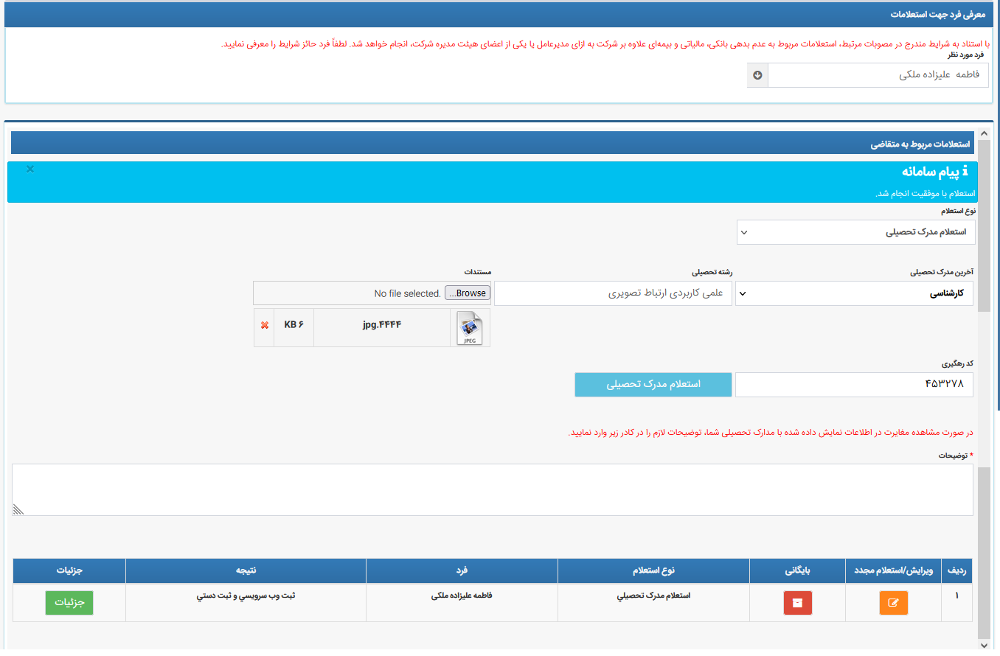 معرفی فرد جهت استعلامات
با استناد به شرایط مندرج در مصوبات مرتبط، استعلامات مربوط به عدم بدهی بانکی، مالیاتی و بیمه‌ای علاوه بر شرکت به ازای مدیرعامل یا یکی از اعضای هیئت مدیره شرکت، انجام خواهد شد. لطفاً فرد حائز شرایط را معرفی نمایید.
فرد مورد نظر
فاطمه علیزاده ملکی
استعلامات مربوط به متقاضی
پیام سامانه
استعلام با موفقیت انجام شد.
نوع استعلام
استعلام مدرک تحصیلی
آخرین مدرک تحصیلی رشته تحصیلی مستندات
کارشناسی علمی کاربردی ارتباط تصویری Browse... No file selected.
JPEG jpg.۴۴۴۴ KB ۶
کد رهگیری
۴۵۳۲۷۸ استعلام مدرک تحصیلی
در صورت مشاهده مغایرت در اطلاعات نمایش داده شده با مدارک تحصیلی شما، توضیحات لازم را در کادر زیر وارد نمایید.
* توضیحات
ردیف ویرایش/استعلام مجدد بایگانی نوع استعلام فرد نتیجه جزئیات
۱ استعلام مدرک تحصیلي فاطمه علیزاده ملکی ثبت وب سرویسي و ثبت دستي جزئیات